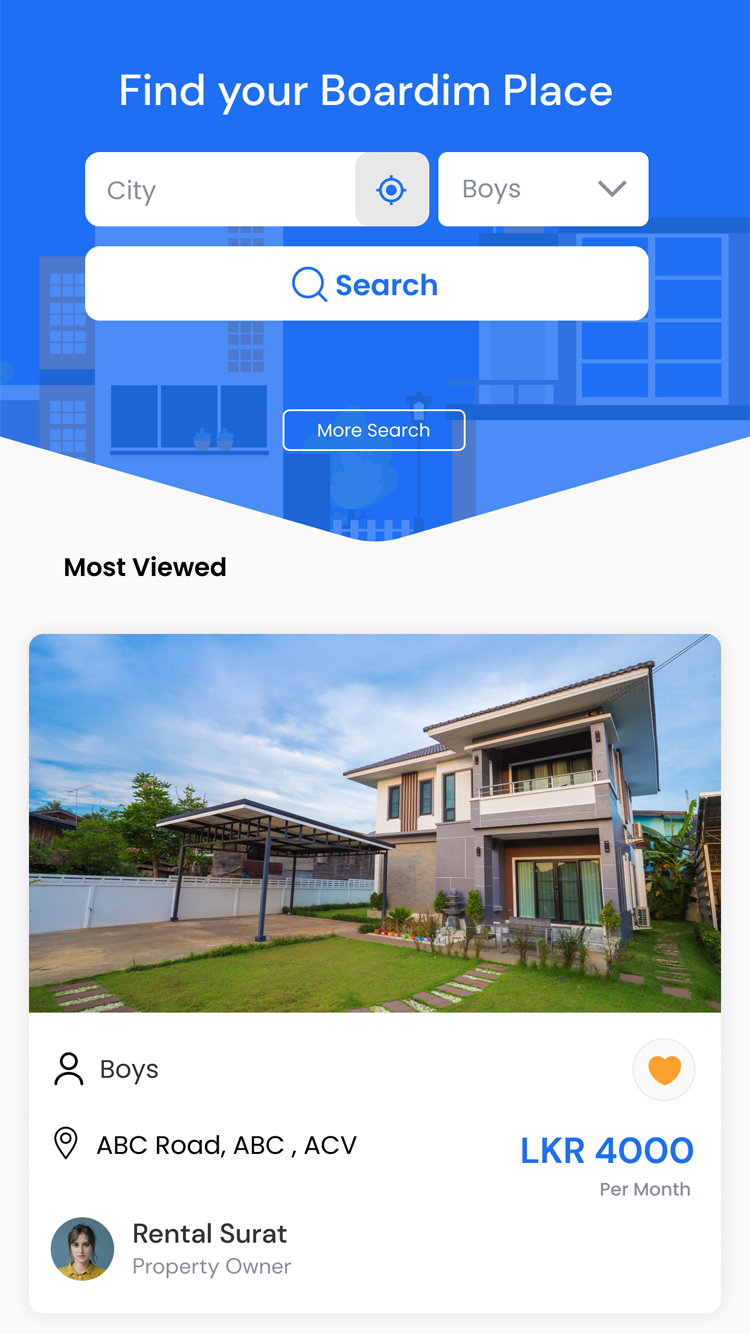 Find your Boardim Place
City
Boys
Search
More Search
Most Viewed
Boys
ABC Road, ABC , ACV
LKR 4000
Per Month
Rental Surat
Property Owner